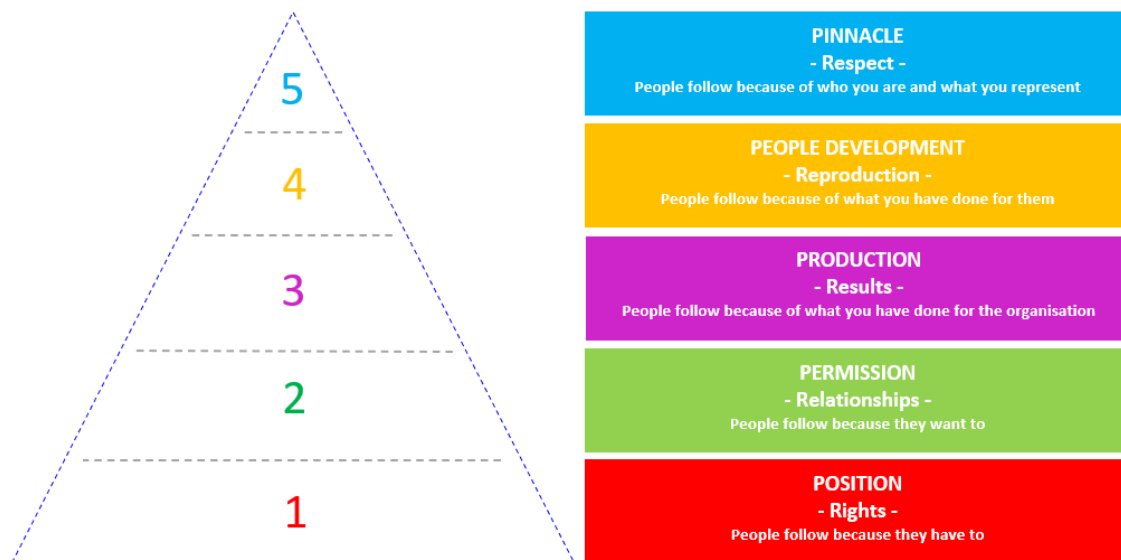 5
PINNACLE
- Respect -
People follow because of who you are and what you represent
4
PEOPLE DEVELOPMENT
- Reproduction -
People follow because of what you have done for them
3
PRODUCTION
- Results -
People follow because of what you have done for the organisation
2
PERMISSION
- Relationships -
People follow because they want to
1
POSITION
- Rights -
People follow because they have to